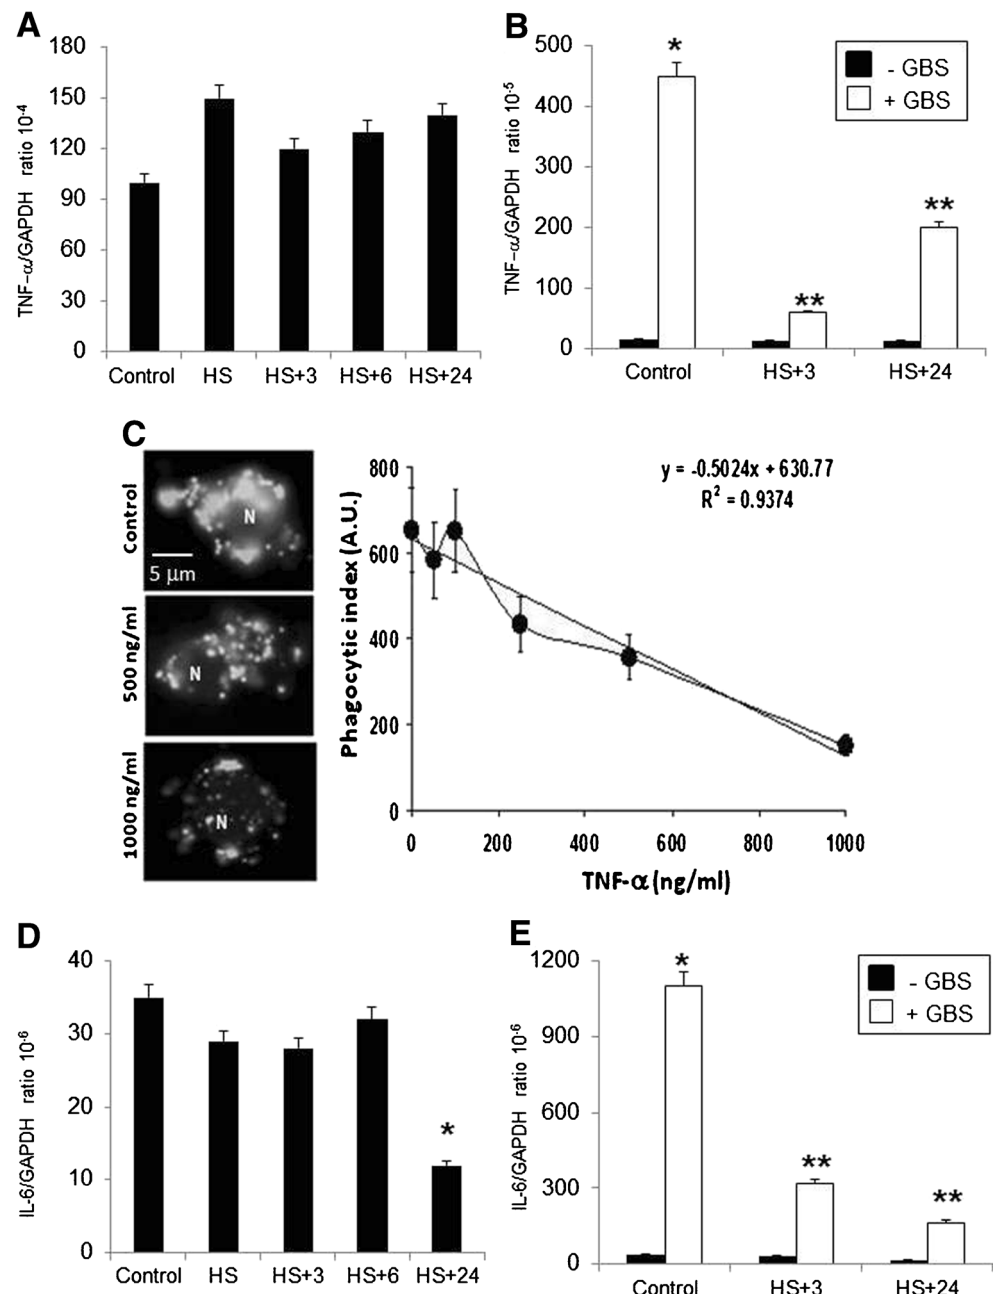 A
180
150
120
90
60
30
0
TNF-α/GAPDH ratio 10-4
Control HS HS+3 HS+6 HS+24
B
500
400
300
200
100
0
TNF-α/GAPDH ratio 10-5
*
**
**
- GBS
+ GBS
Control HS+3 HS+24
C
Control
N
5 µm
500 ng/ml
N
1000 ng/ml
N
800
600
400
200
0
Phagocytic index (A.U.)
y = -0.5024x + 630.77
R2 = 0.9374
0 200 400 600 800 1000
TNF-α (ng/ml)
D
40
30
20
10
0
IL-6/GAPDH ratio 10-6
*
Control HS HS+3 HS+6 HS+24
E
1200
900
600
300
0
IL-6/GAPDH ratio 10-6
*
**
**
- GBS
+ GBS
Control HS+3 HS+24